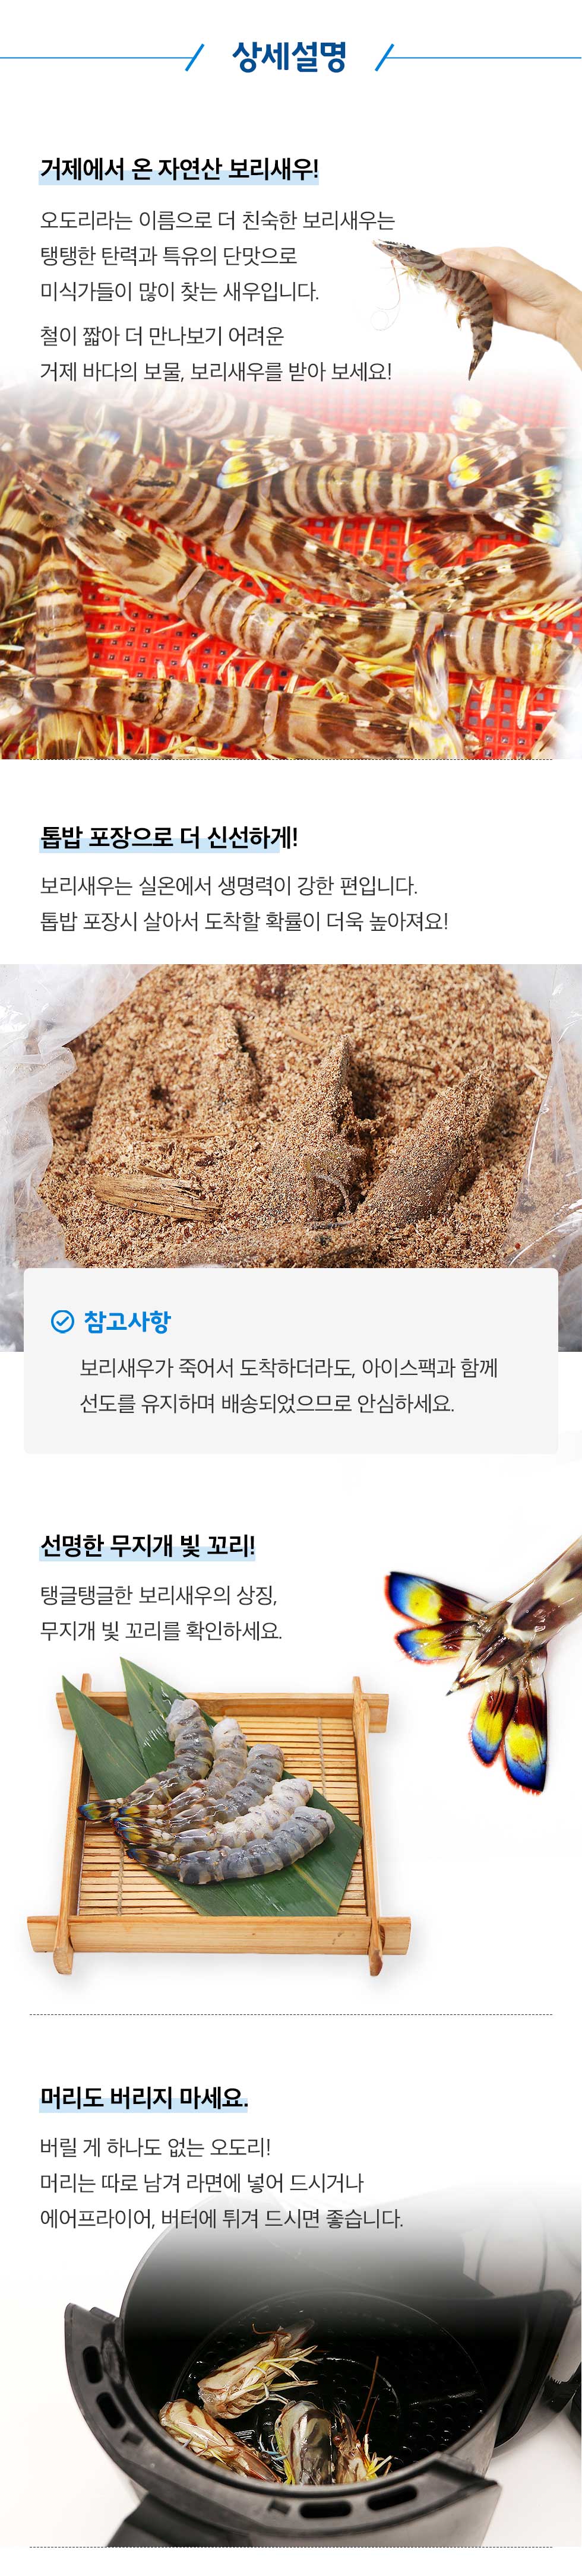 상세설명
거제에서 온 자연산 보리새우!
오도리라는 이름으로 더 친숙한 보리새우는
탱탱한 탄력과 특유의 단맛으로
미식가들이 많이 찾는 새우입니다.
철이 짧아 더 만나보기 어려운
거제 바다의 보물, 보리새우를 받아 보세요!
톱밥 포장으로 더 신선하게!
보리새우는 실온에서 생명력이 강한 편입니다.
톱밥 포장시 살아서 도착할 확률이 더욱 높아져요!
참고사항
보리새우가 죽어서 도착하더라도, 아이스팩과 함께
선도를 유지하며 배송되었으므로 안심하세요.
선명한 무지개 빛 꼬리!
탱글탱글한 보리새우의 상징,
무지개 빛 꼬리를 확인하세요.
머리도 버리지 마세요.
버릴 게 하나도 없는 오도리!
머리는 따로 남겨 라면에 넣어 드시거나
에어프라이어, 버터에 튀겨 드시면 좋습니다.